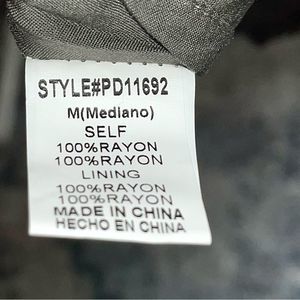 STYLE#PD11692
M(Mediano)
SELF
100%RAYON
100%RAYON
LINING
100%RAYON
100%RAYON
MADE IN CHINA
HECHO EN CHINA